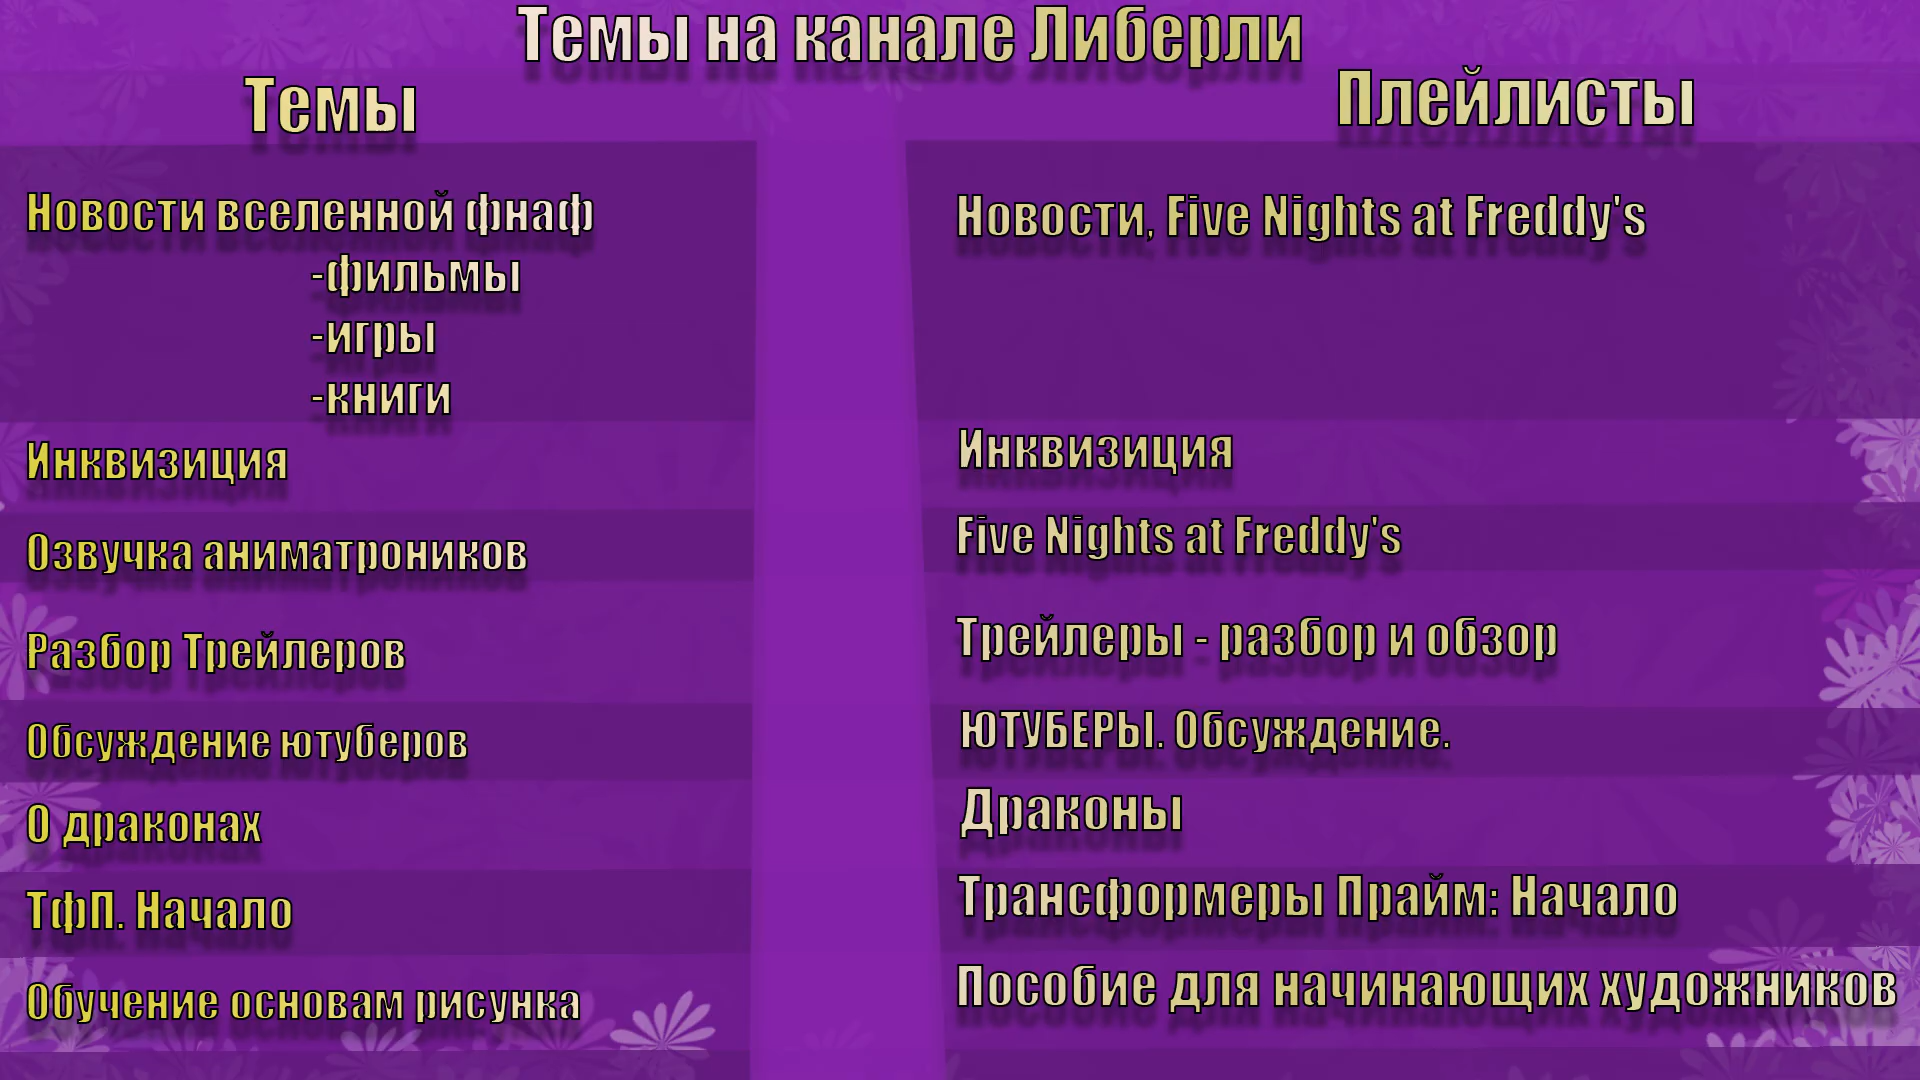 Темы на канале Либерли
Темы
Плейлисты
Новости вселенной фнаф
-фильмы
-игры
-книги
Новости, Five Nights at Freddy's
Инквизиция
Инквизиция
Озвучка аниматроников
Five Nights at Freddy's
Разбор Трейлеров
Трейлеры - разбор и обзор
Обсуждение ютуберов
ЮТУБЕРЫ. Обсуждение.
О драконах
Драконы
ТфП. Начало
Трансформеры Прайм: Начало
Обучение основам рисунка
Пособие для начинающих художников